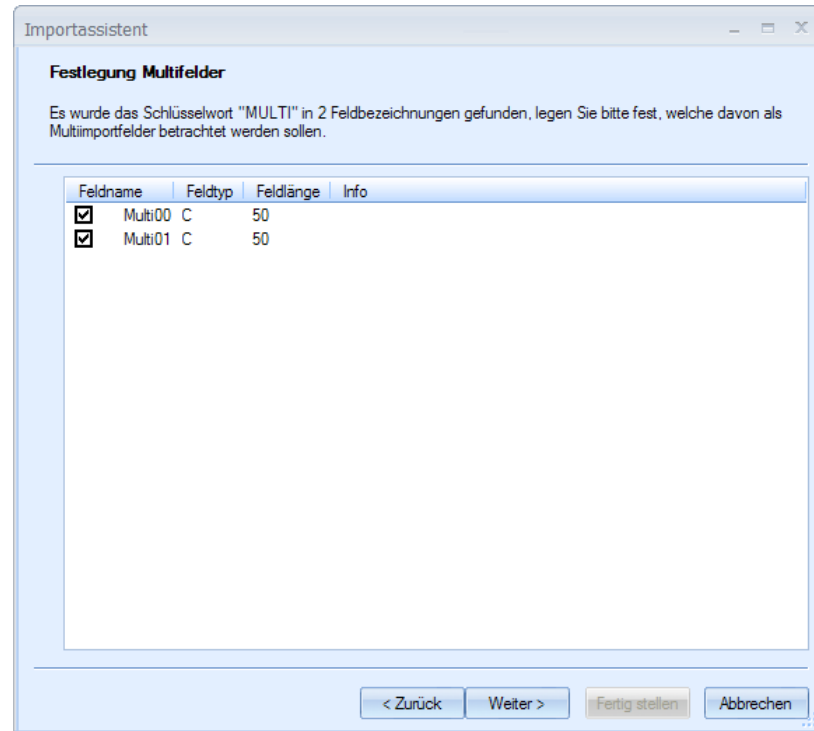 Importassistent
Festlegung Multifelder
Es wurde das Schlüsselwort "MULTI" in 2 Feldbezeichnungen gefunden, legen Sie bitte fest, welche davon als
Multiimportfelder betrachtet werden sollen.
Feldname Feldtyp Feldlänge Info
Multi00 C 50
Multi01 C 50
< Zurück Weiter > Fertig stellen Abbrechen